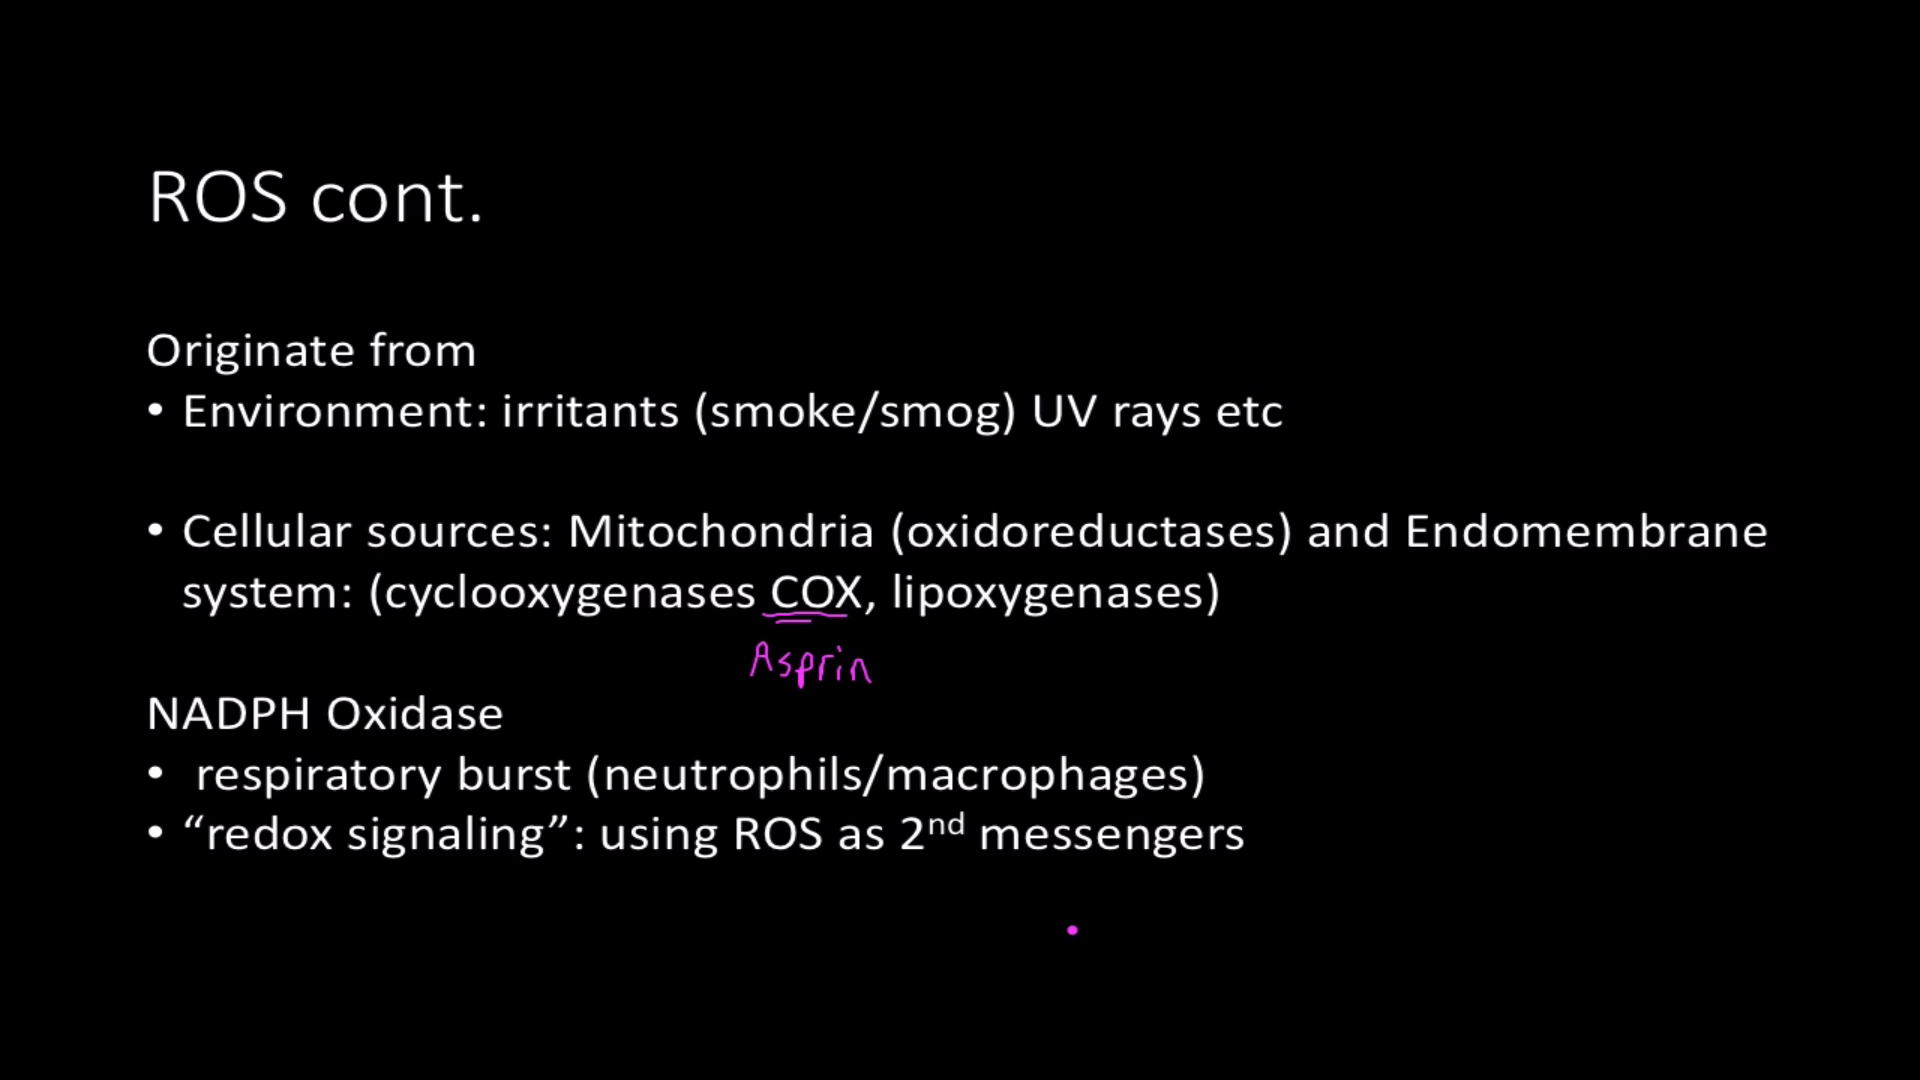 ROS cont.
Originate from
• Environment: irritants (smoke/smog) UV rays etc
• Cellular sources: Mitochondria (oxidoreductases) and Endomembrane
system: (cyclooxygenases COX, lipoxygenases)
Asprin
NADPH Oxidase
• respiratory burst (neutrophils/macrophages)
• “redox signaling”: using ROS as 2nd messengers